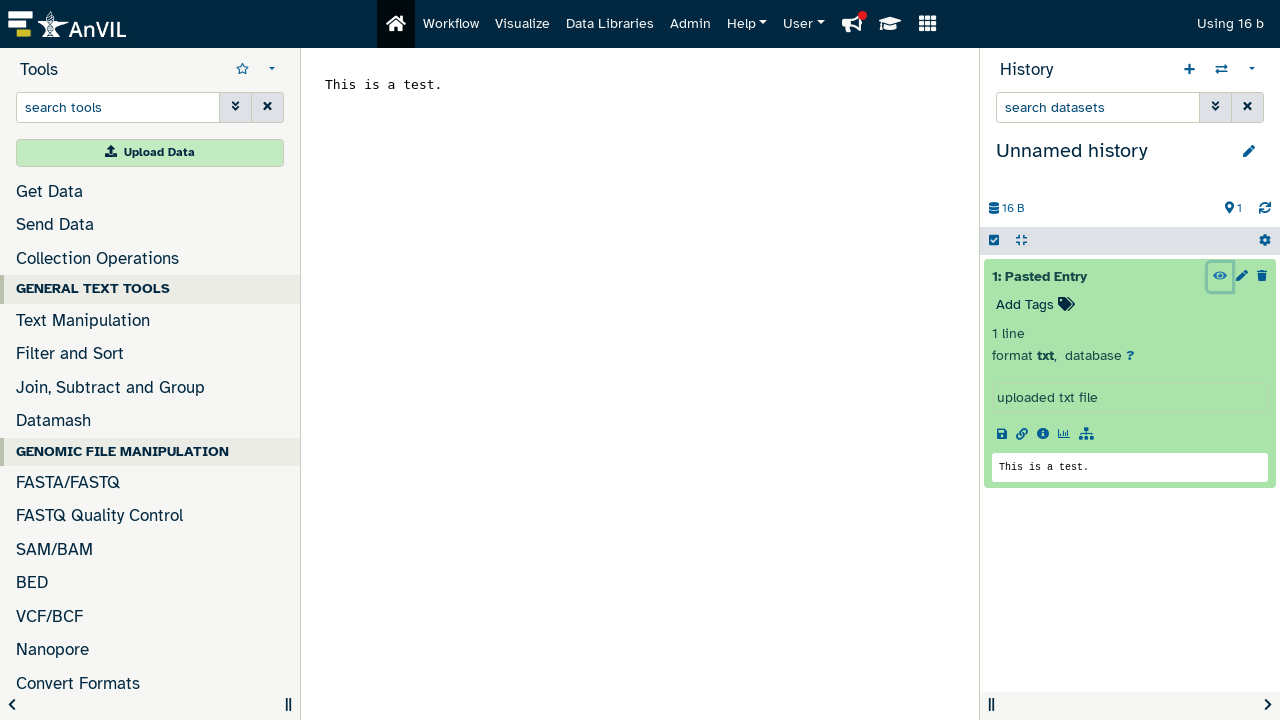 AnVIL
Workflow
Visualize
Data Libraries
Admin
Help
User
Using 16 b
Tools
search tools
Upload Data
Get Data
Send Data
Collection Operations
GENERAL TEXT TOOLS
Text Manipulation
Filter and Sort
Join, Subtract and Group
Datamash
GENOMIC FILE MANIPULATION
FASTA/FASTQ
FASTQ Quality Control
SAM/BAM
BED
VCF/BCF
Nanopore
Convert Formats
This is a test.
History
search datasets
Unnamed history
16 B
1
1: Pasted Entry
Add Tags
1 line
format txt, database ?
uploaded txt file
This is a test.